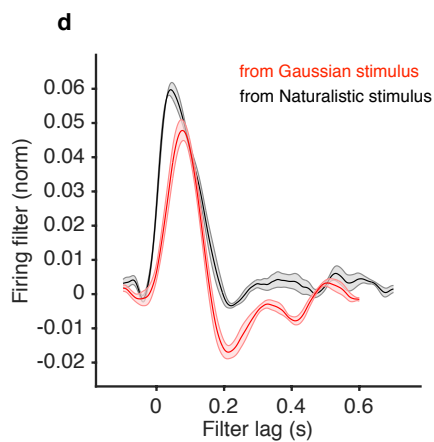 d
from Gaussian stimulus
from Naturalistic stimulus
Firing filter (norm)
0.06
0.05
0.04
0.03
0.02
0.01
0
-0.01
-0.02
0
0.2
0.4
0.6
Filter lag (s)